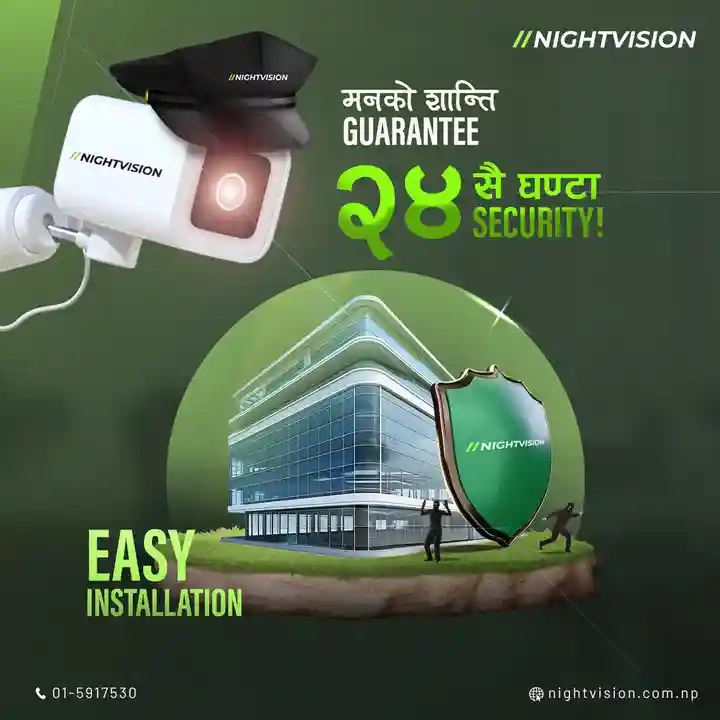 //NIGHTVISION
//NIGHTVISION
//NIGHTVISION
मनको शान्ति
GUARANTEE
२४ सै घण्टा
SECURITY!
//NIGHTVISION
EASY
INSTALLATION
01-5917530
nightvision.com.np